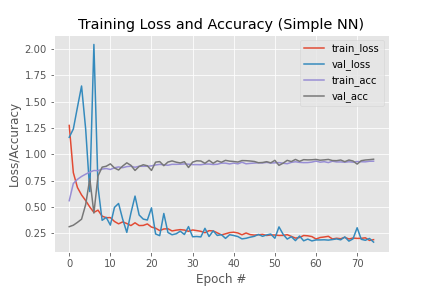 Training Loss and Accuracy (Simple NN)
train_loss
val_loss
train_acc
val_acc
2.00
1.75
1.50
1.25
1.00
0.75
0.50
0.25
Loss/Accuracy
0 10 20 30 40 50 60 70
Epoch #